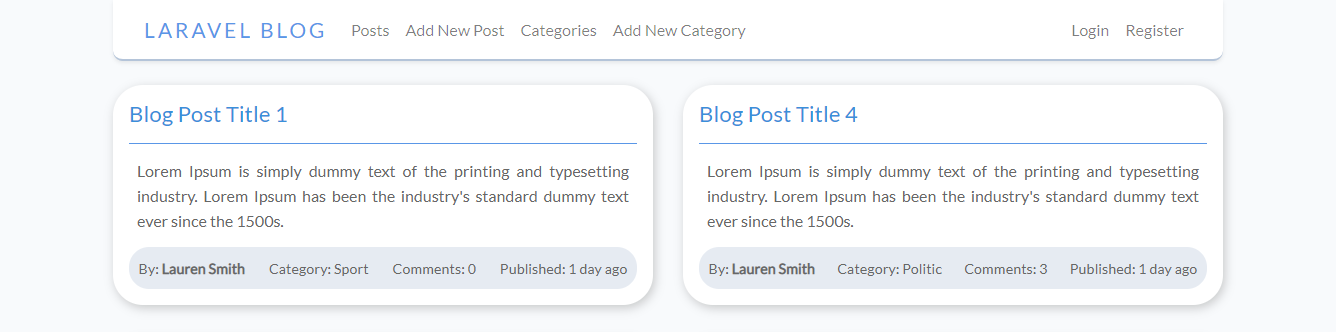 LARAVEL BLOG Posts Add New Post Categories Add New Category Login Register
Blog Post Title 1
Lorem Ipsum is simply dummy text of the printing and typesetting
industry. Lorem Ipsum has been the industry's standard dummy text
ever since the 1500s.
By: Lauren Smith Category: Sport Comments: 0 Published: 1 day ago
Blog Post Title 4
Lorem Ipsum is simply dummy text of the printing and typesetting
industry. Lorem Ipsum has been the industry's standard dummy text
ever since the 1500s.
By: Lauren Smith Category: Politic Comments: 3 Published: 1 day ago